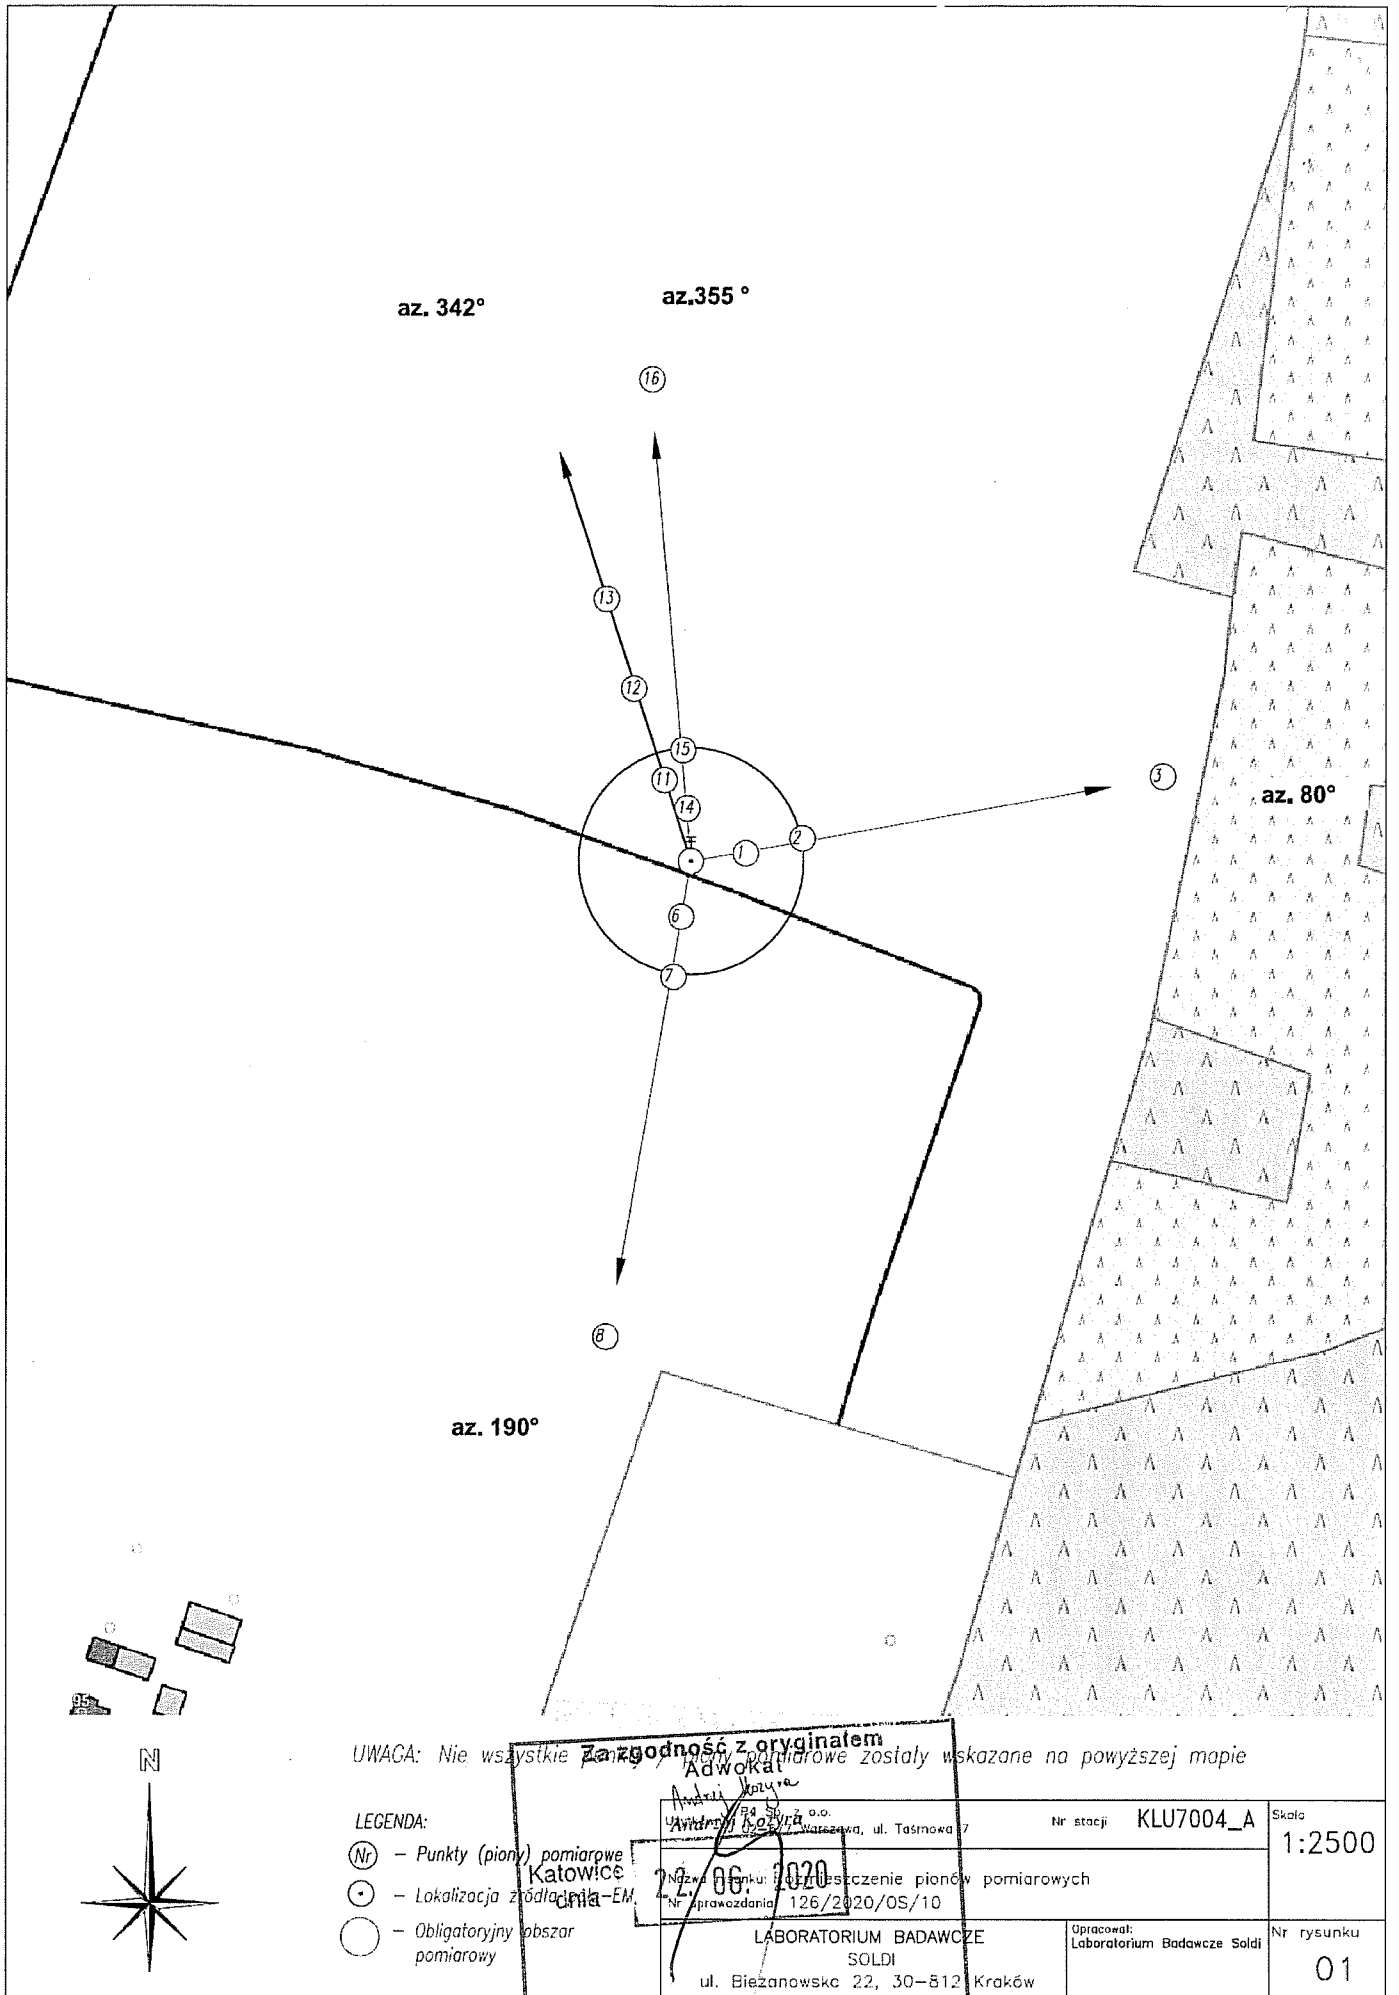 az. 342°
az.355 °
16
13
12
15
11
14
3
az. 80°
2
1
6
7
8
az. 190°
95
N
UWAGA: Nie wszystkie punkty / piony pomiarowe zostały wskazane na powyższej mapie
Za zgodność z oryginałem
Adwokat
Andrzej Kozyra
Katowice
dnia
22. 06. 2020
LEGENDA:
Nr – Punkty (piony) pomiarowe
– Lokalizacja źródła pola-EM
– Obligatoryjny obszar
pomiarowy
P4 Sp. z o.o.
Warszawa, ul. Taśmowa 7
Nr stacji KLU7004_A
Skala
1:2500
Nazwa rysunku: Rozmieszczenie pionów pomiarowych
Nr sprawozdania 126/2020/OS/10
LABORATORIUM BADAWCZE
SOLDI
ul. Bieżanowska 22, 30-812 Kraków
Opracował:
Laboratorium Badawcze Soldi
Nr rysunku
01